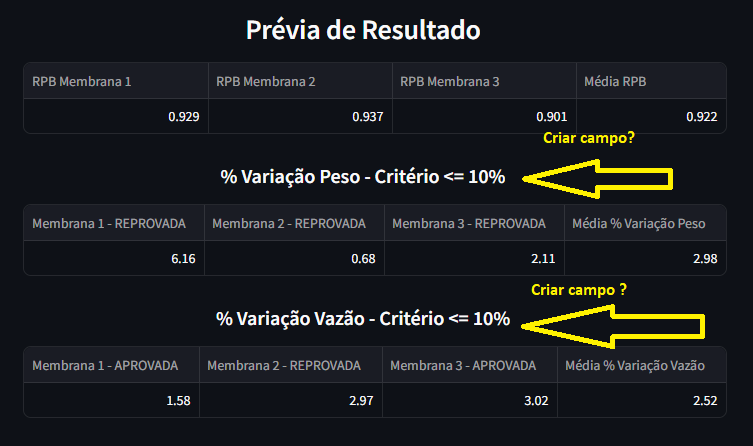 Prévia de Resultado
RPB Membrana 1 RPB Membrana 2 RPB Membrana 3 Média RPB
0.929 0.937 0.901 0.922
Criar campo?
% Variação Peso - Critério <= 10%
Membrana 1 - REPROVADA Membrana 2 - REPROVADA Membrana 3 - REPROVADA Média % Variação Peso
6.16 0.68 2.11 2.98
Criar campo ?
% Variação Vazão - Critério <= 10%
Membrana 1 - APROVADA Membrana 2 - REPROVADA Membrana 3 - APROVADA Média % Variação Vazão
1.58 2.97 3.02 2.52